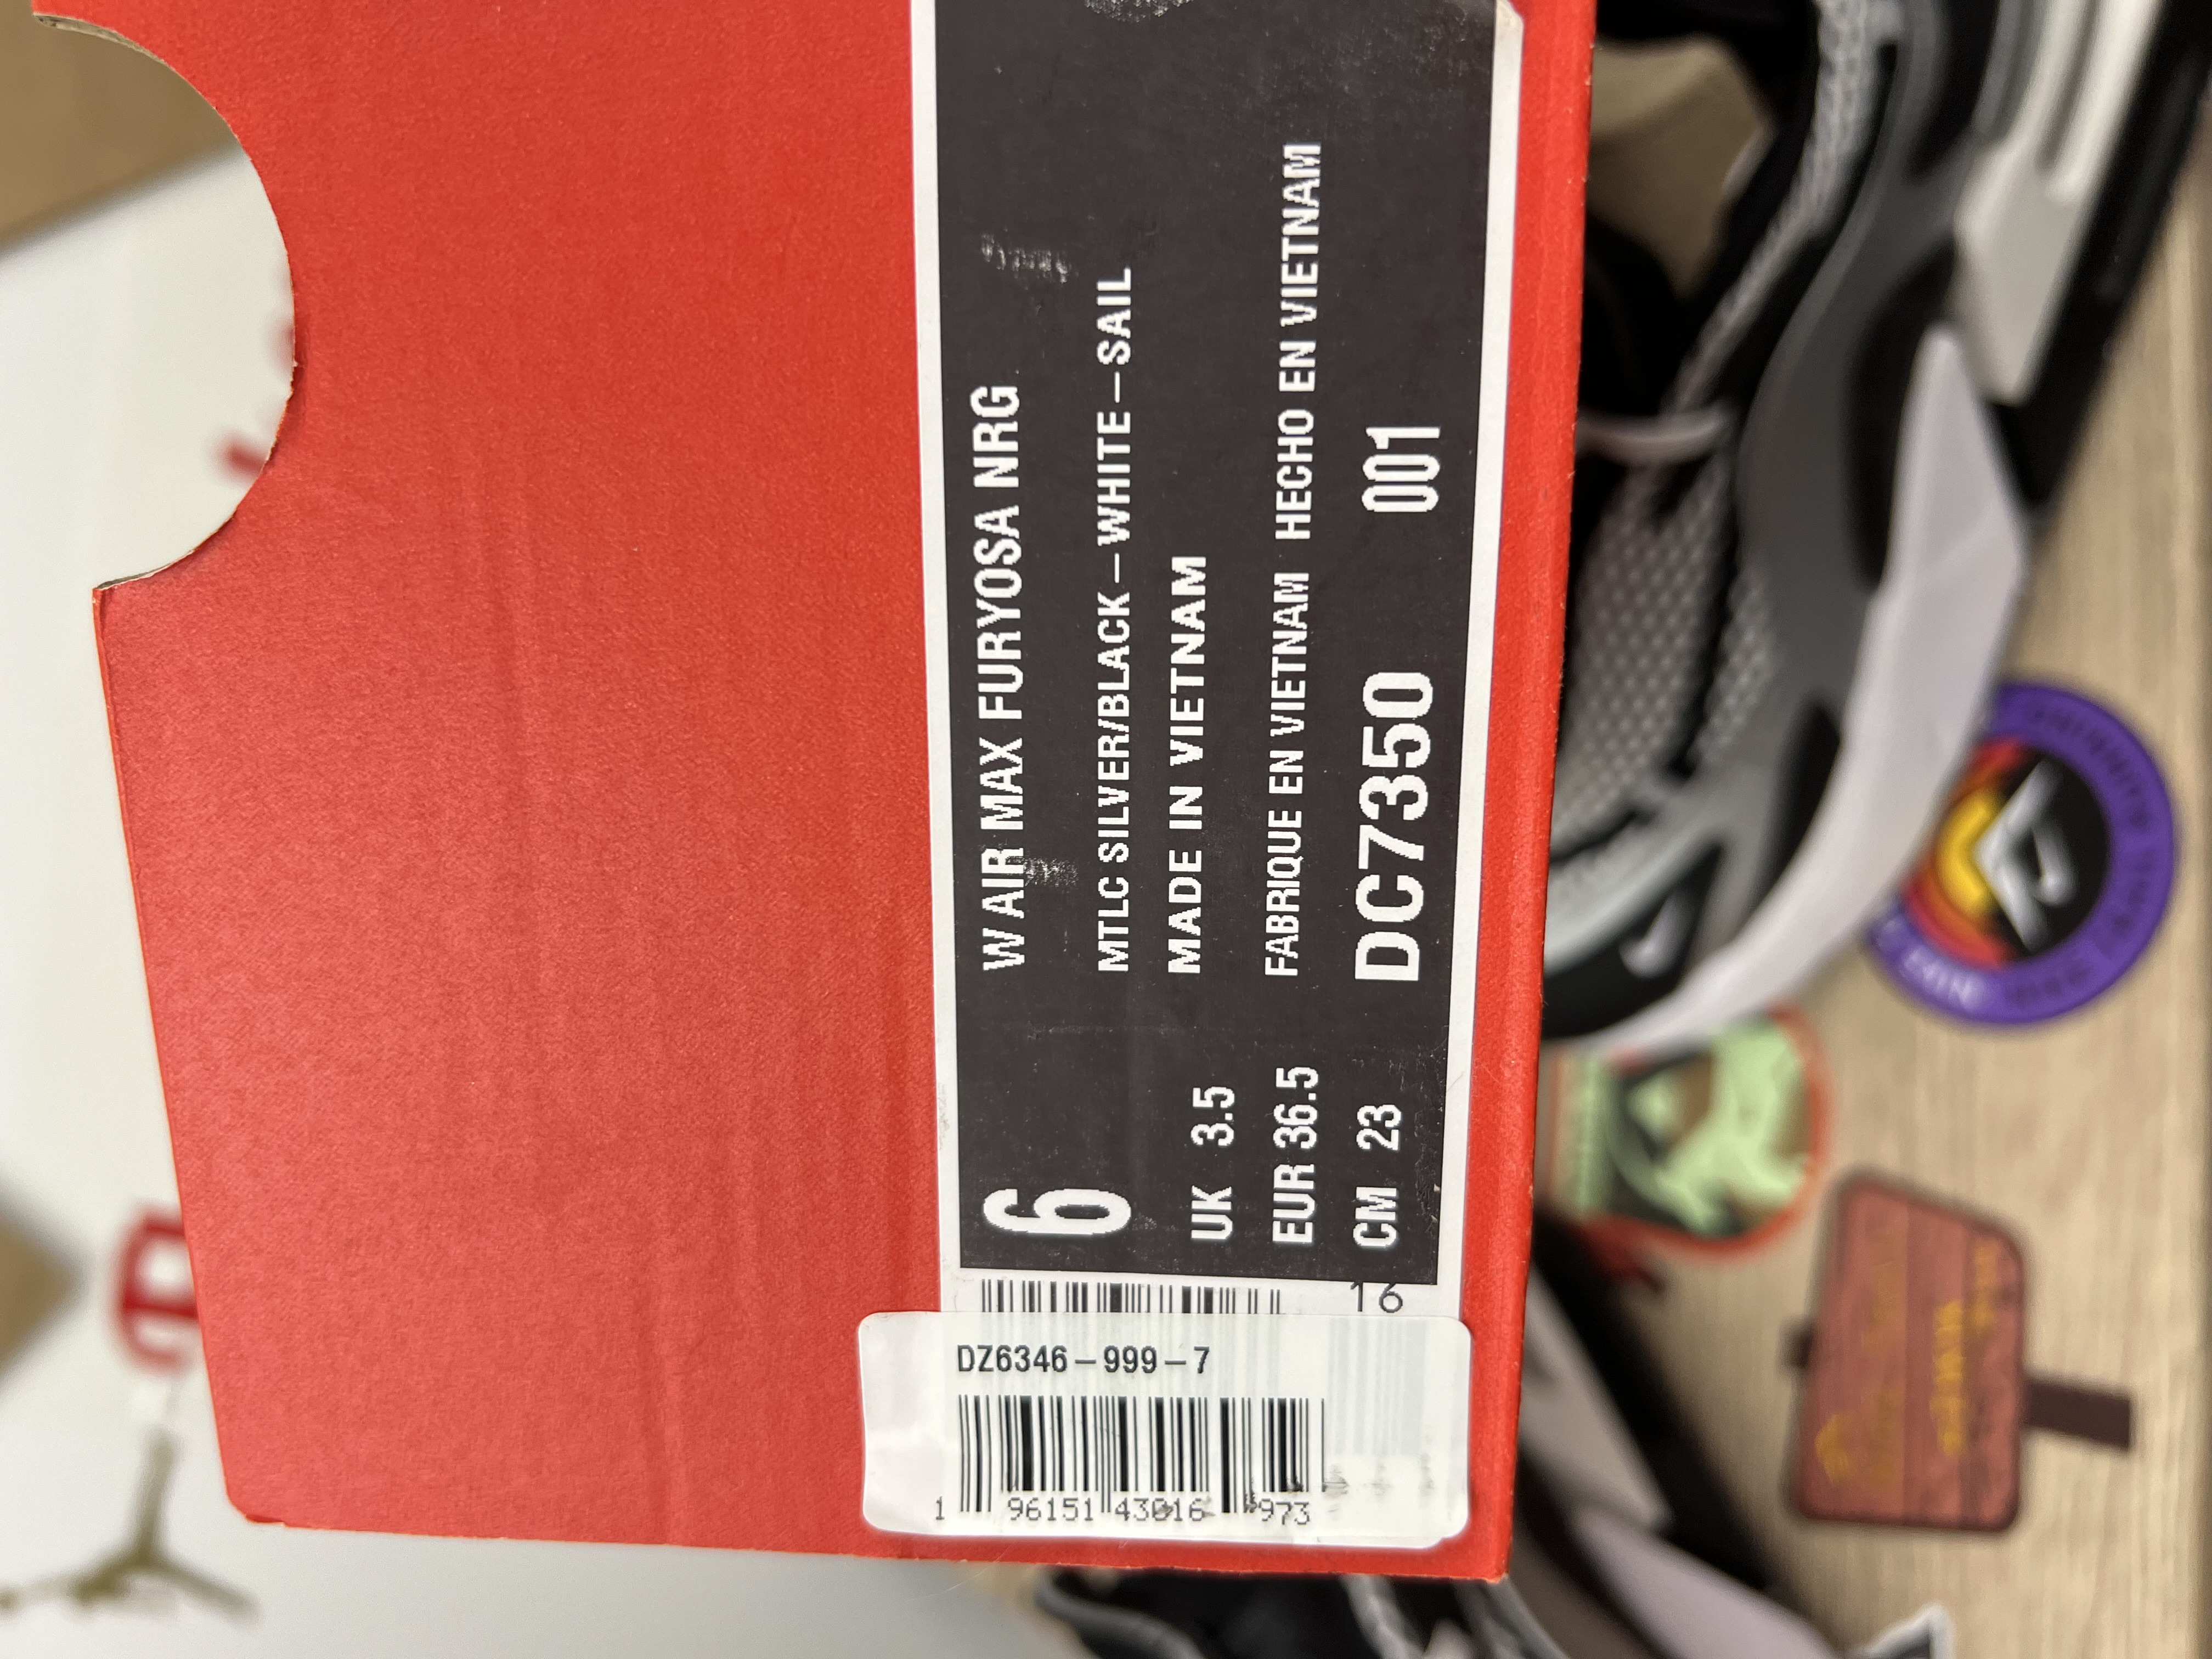 6
W AIR MAX FURYOSA NRG
MTLC SILVER/BLACK – WHITE – SAIL
MADE IN VIETNAM
UK 3.5
EUR 36.5
FABRIQUE EN VIETNAM HECHO EN VIETNAM
CM 23
DC7350 001
DZ6346-999-7
16